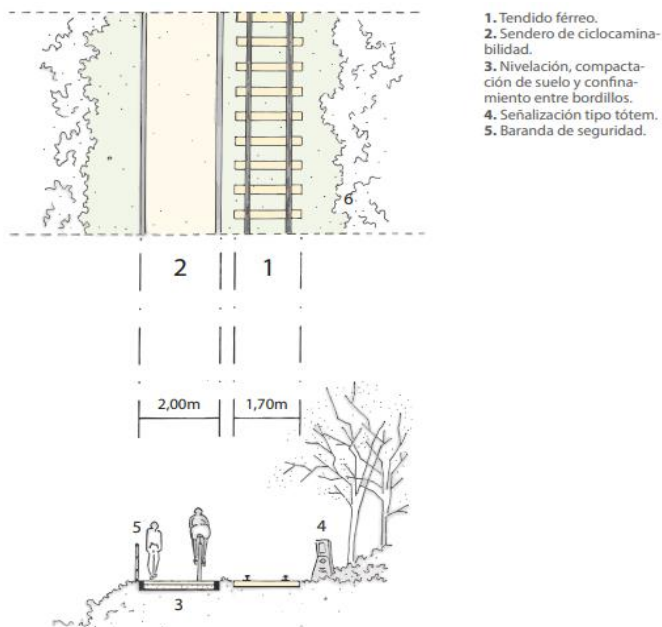 1. Tendido férreo.
2. Sendero de ciclocamina-
bilidad.
3. Nivelación, compacta-
ción de suelo y confina-
miento entre bordillos.
4. Señalización tipo tótem.
5. Baranda de seguridad.
6
2
1
2,00m
1,70m
5
4
3